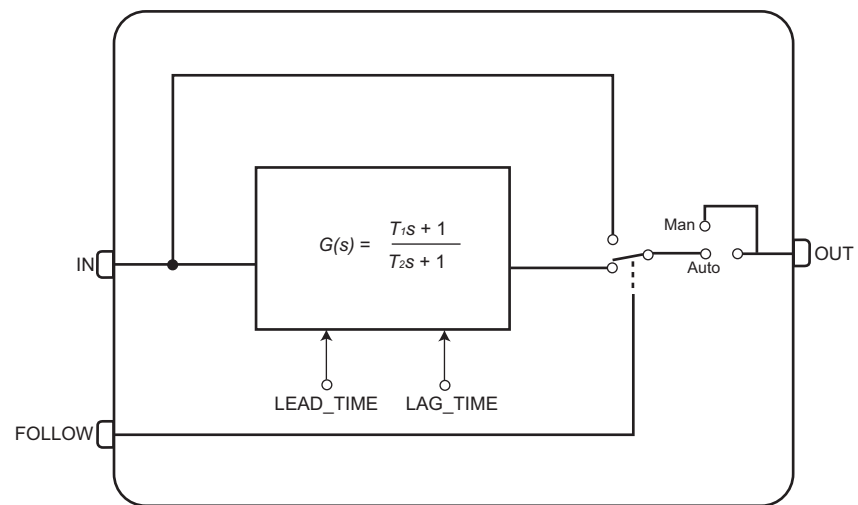 G(s) = T₁s + 1 / T₂s + 1
Man
IN
Auto
OUT
LEAD_TIME
LAG_TIME
FOLLOW